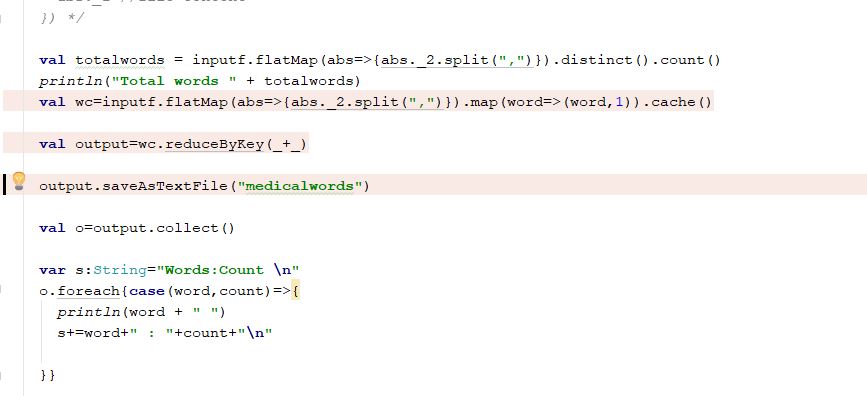 }) */
val totalwords = inputf.flatMap(abs=>{abs._2.split(",")}).distinct().count()
println("Total words " + totalwords)
val wc=inputf.flatMap(abs=>{abs._2.split(",")}).map(word=>(word,1)).cache()
val output=wc.reduceByKey(_+_)
output.saveAsTextFile("medicalwords")
val o=output.collect()
var s:String="Words:Count \n"
o.foreach{case(word,count)=>{
println(word + " ")
s+=word+" : "+count+"\n"
}}